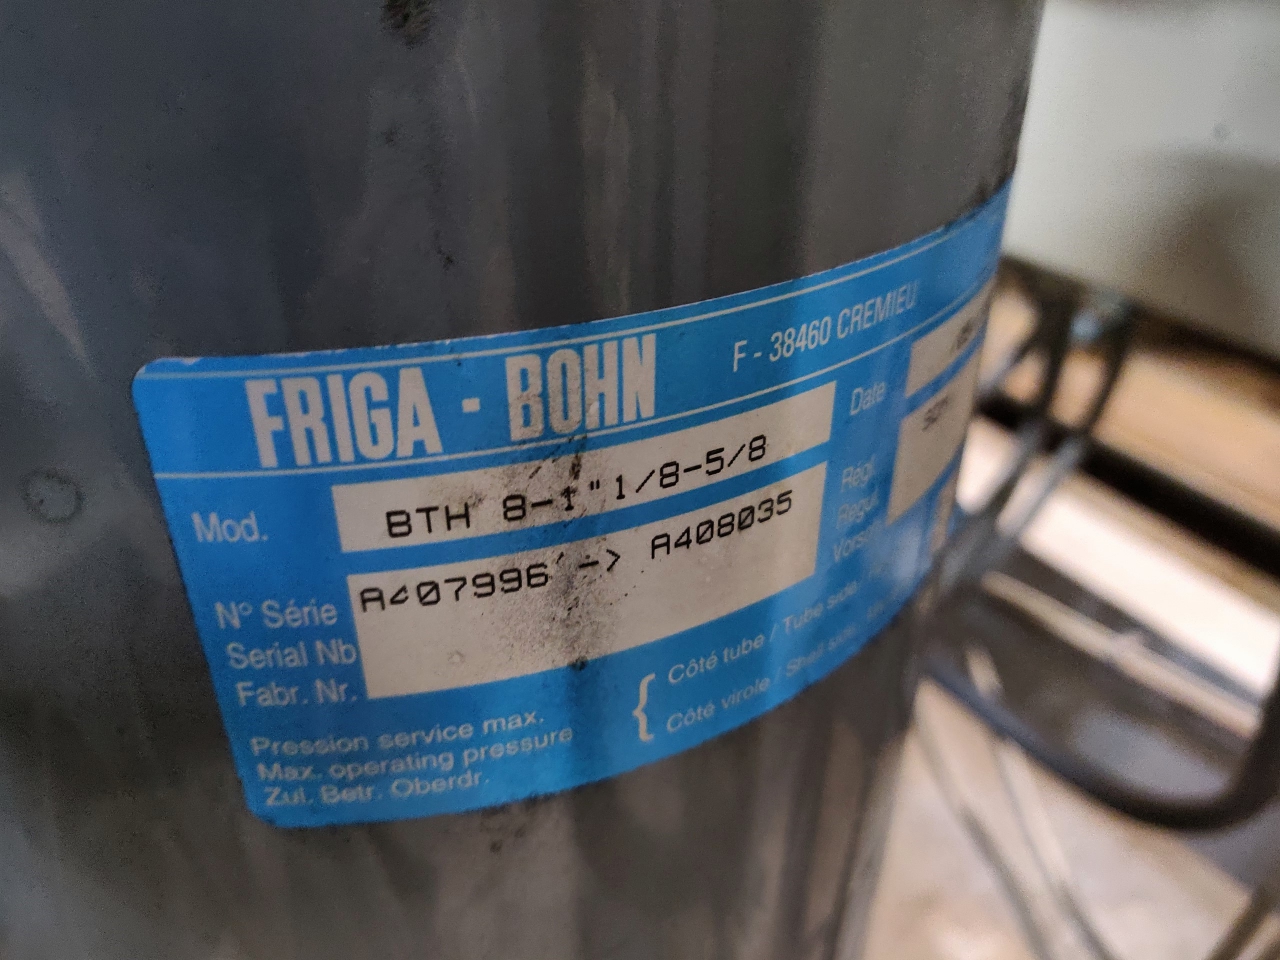 FRIGA - BOHN F - 38460 CREMIEU
Mod. BTH 8-1"1/8-5/8 Date
N° Série A407996 -> A408035
Serial Nb
Fabr. Nr.
Régl.
Regul.
Pression service max.
Max. operating pressure
Zul. Betr. Oberdr.
{ Côté tube / Tube side
Côté virole / Shell side